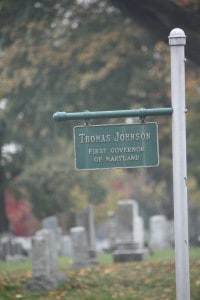 THOMAS JOHNSON
FIRST GOVERNOR
OF MARYLAND